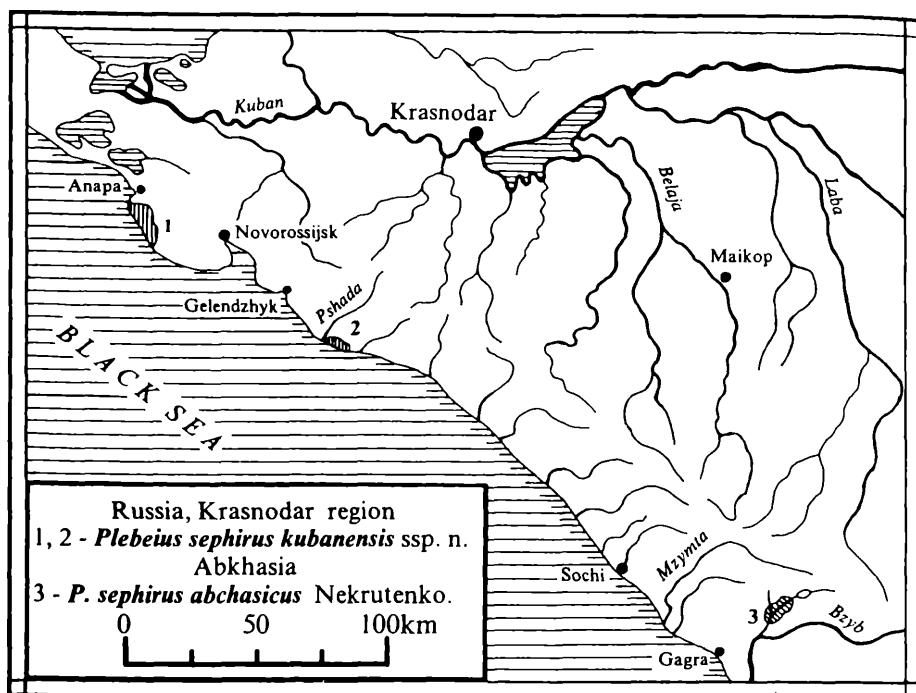 Kuban
Krasnodar
Anapa
1
Novorossijsk
Belaja
Laba
Maikop
Gelendzhyk
Pshada
2
BLACK SEA
Russia, Krasnodar region
1, 2 - Plebeius sephirus kubanensis ssp. n.
Abkhasia
3 - P. sephirus abchasicus Nekrutenko.
0 50 100km
Sochi
Mzymta
3
Bzyb
Gagra